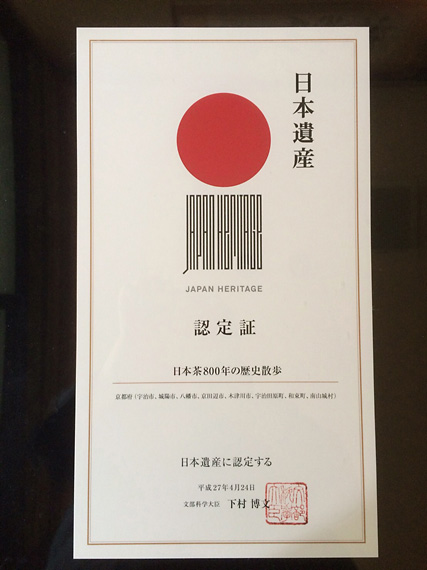 日本遺産
JAPAN HERITAGE
JAPAN HERITAGE
認定証
日本茶800年の歴史散歩
京都府(宇治市、城陽市、八幡市、京田辺市、木津川市、宇治田原町、和束町、南山城村)
日本遺産に認定する
平成27年4月24日
文部科学大臣 下村 博文